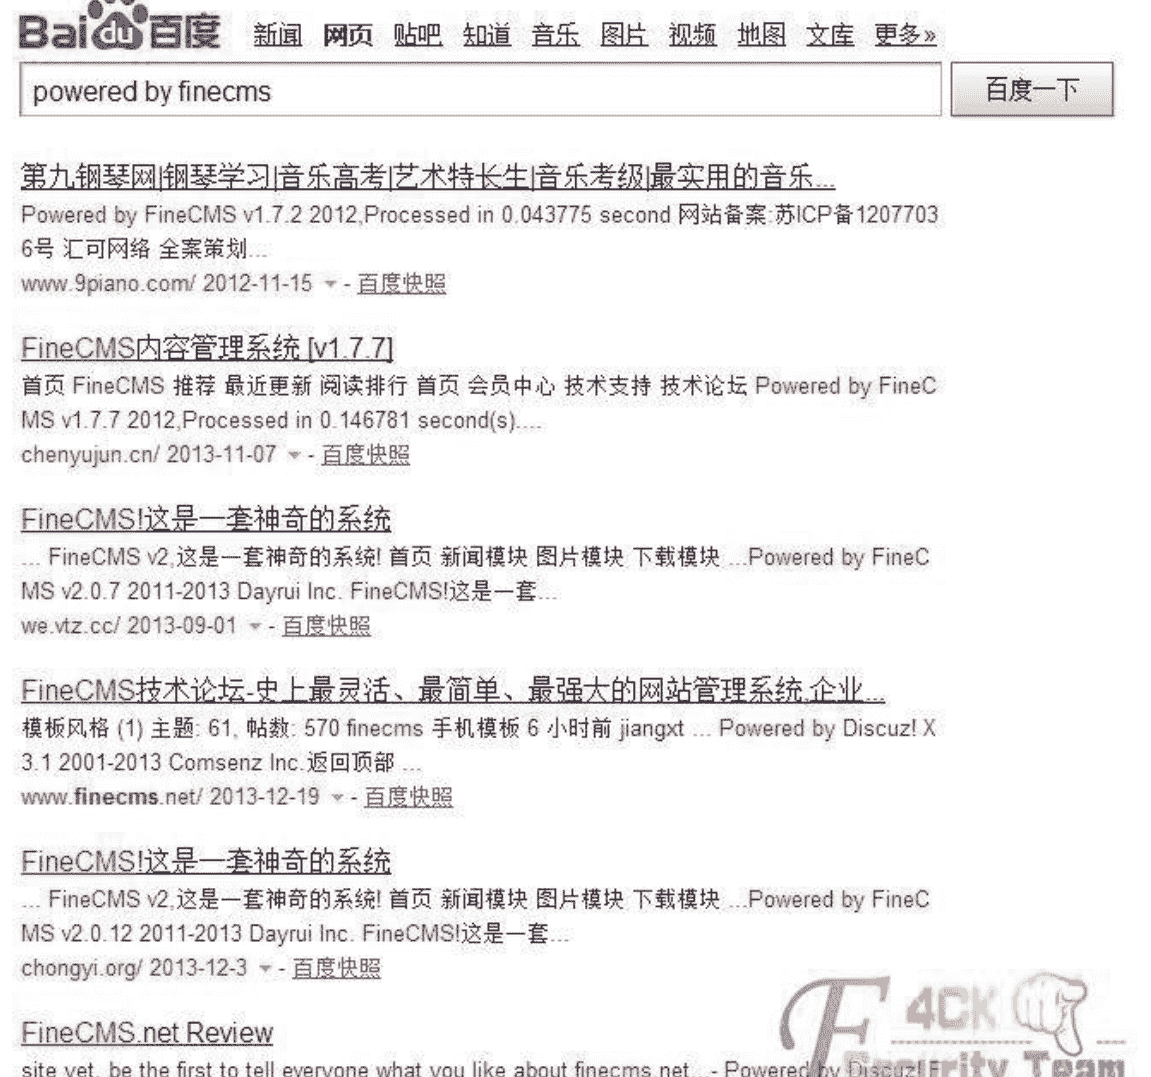 Bai du 百度 新闻 网页 贴吧 知道 音乐 图片 视频 地图 文库 更多»
powered by finecms 百度一下
第九钢琴网|钢琴学习|音乐高考|艺术特长生|音乐考级|最实用的音乐...
Powered by FineCMS v1.7.2 2012,Processed in 0.043775 second 网站备案:苏ICP备1207703
6号 汇可网络 全案策划...
www.9piano.com/ 2012-11-15 - 百度快照
FineCMS内容管理系统 [v1.7.7]
首页 FineCMS 推荐 最近更新 阅读排行 首页 会员中心 技术支持 技术论坛 Powered by FineC
MS v1.7.7 2012,Processed in 0.146781 second(s)....
chenyujun.cn/ 2013-11-07 - 百度快照
FineCMS!这是一套神奇的系统
... FineCMS v2,这是一套神奇的系统! 首页 新闻模块 图片模块 下载模块 ...Powered by FineC
MS v2.0.7 2011-2013 Dayrui Inc. FineCMS!这是一套...
we.vtz.cc/ 2013-09-01 - 百度快照
FineCMS技术论坛-史上最灵活、最简单、最强大的网站管理系统,企业...
模板风格 (1) 主题: 61, 帖数: 570 finecms 手机模板 6 小时前 jiangxt ... Powered by Discuz! X
3.1 2001-2013 Comsenz Inc.返回顶部 ...
www.finecms.net/ 2013-12-19 - 百度快照
FineCMS!这是一套神奇的系统
... FineCMS v2,这是一套神奇的系统! 首页 新闻模块 图片模块 下载模块 ...Powered by FineC
MS v2.0.12 2011-2013 Dayrui Inc. FineCMS!这是一套...
chongyi.org/ 2013-12-3 - 百度快照
FineCMS.net Review
site yet, be the first to tell everyone what you like about finecms.net...- Powered by Discuz! F
F 4CK
Security Team